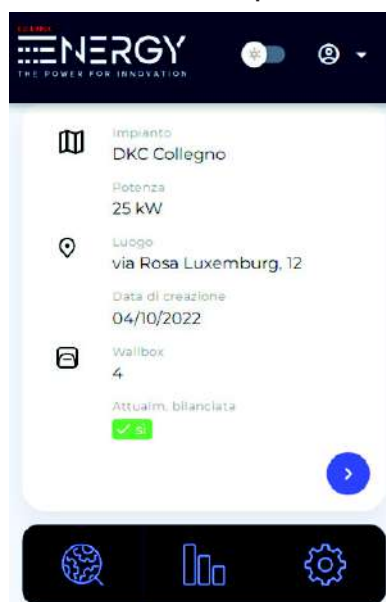 ENERGY
THE POWER FOR INNOVATION
Impianto
DKC Collegno
Potenza
25 kW
Luogo
via Rosa Luxemburg, 12
Data di creazione
04/10/2022
Wallbox
4
Attualm. bilanciata
si